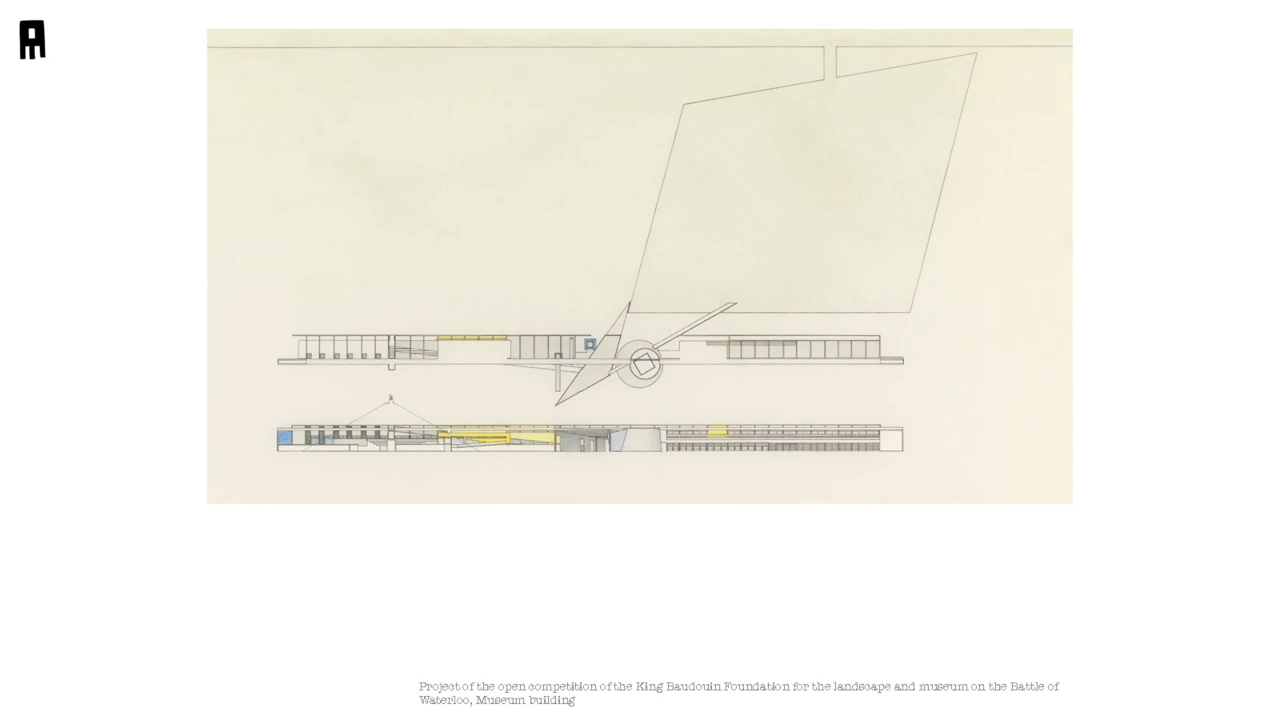 Project of the open competition of the King Baudouin Foundation for the landscape and museum on the Battle of
Waterloo, Museum building